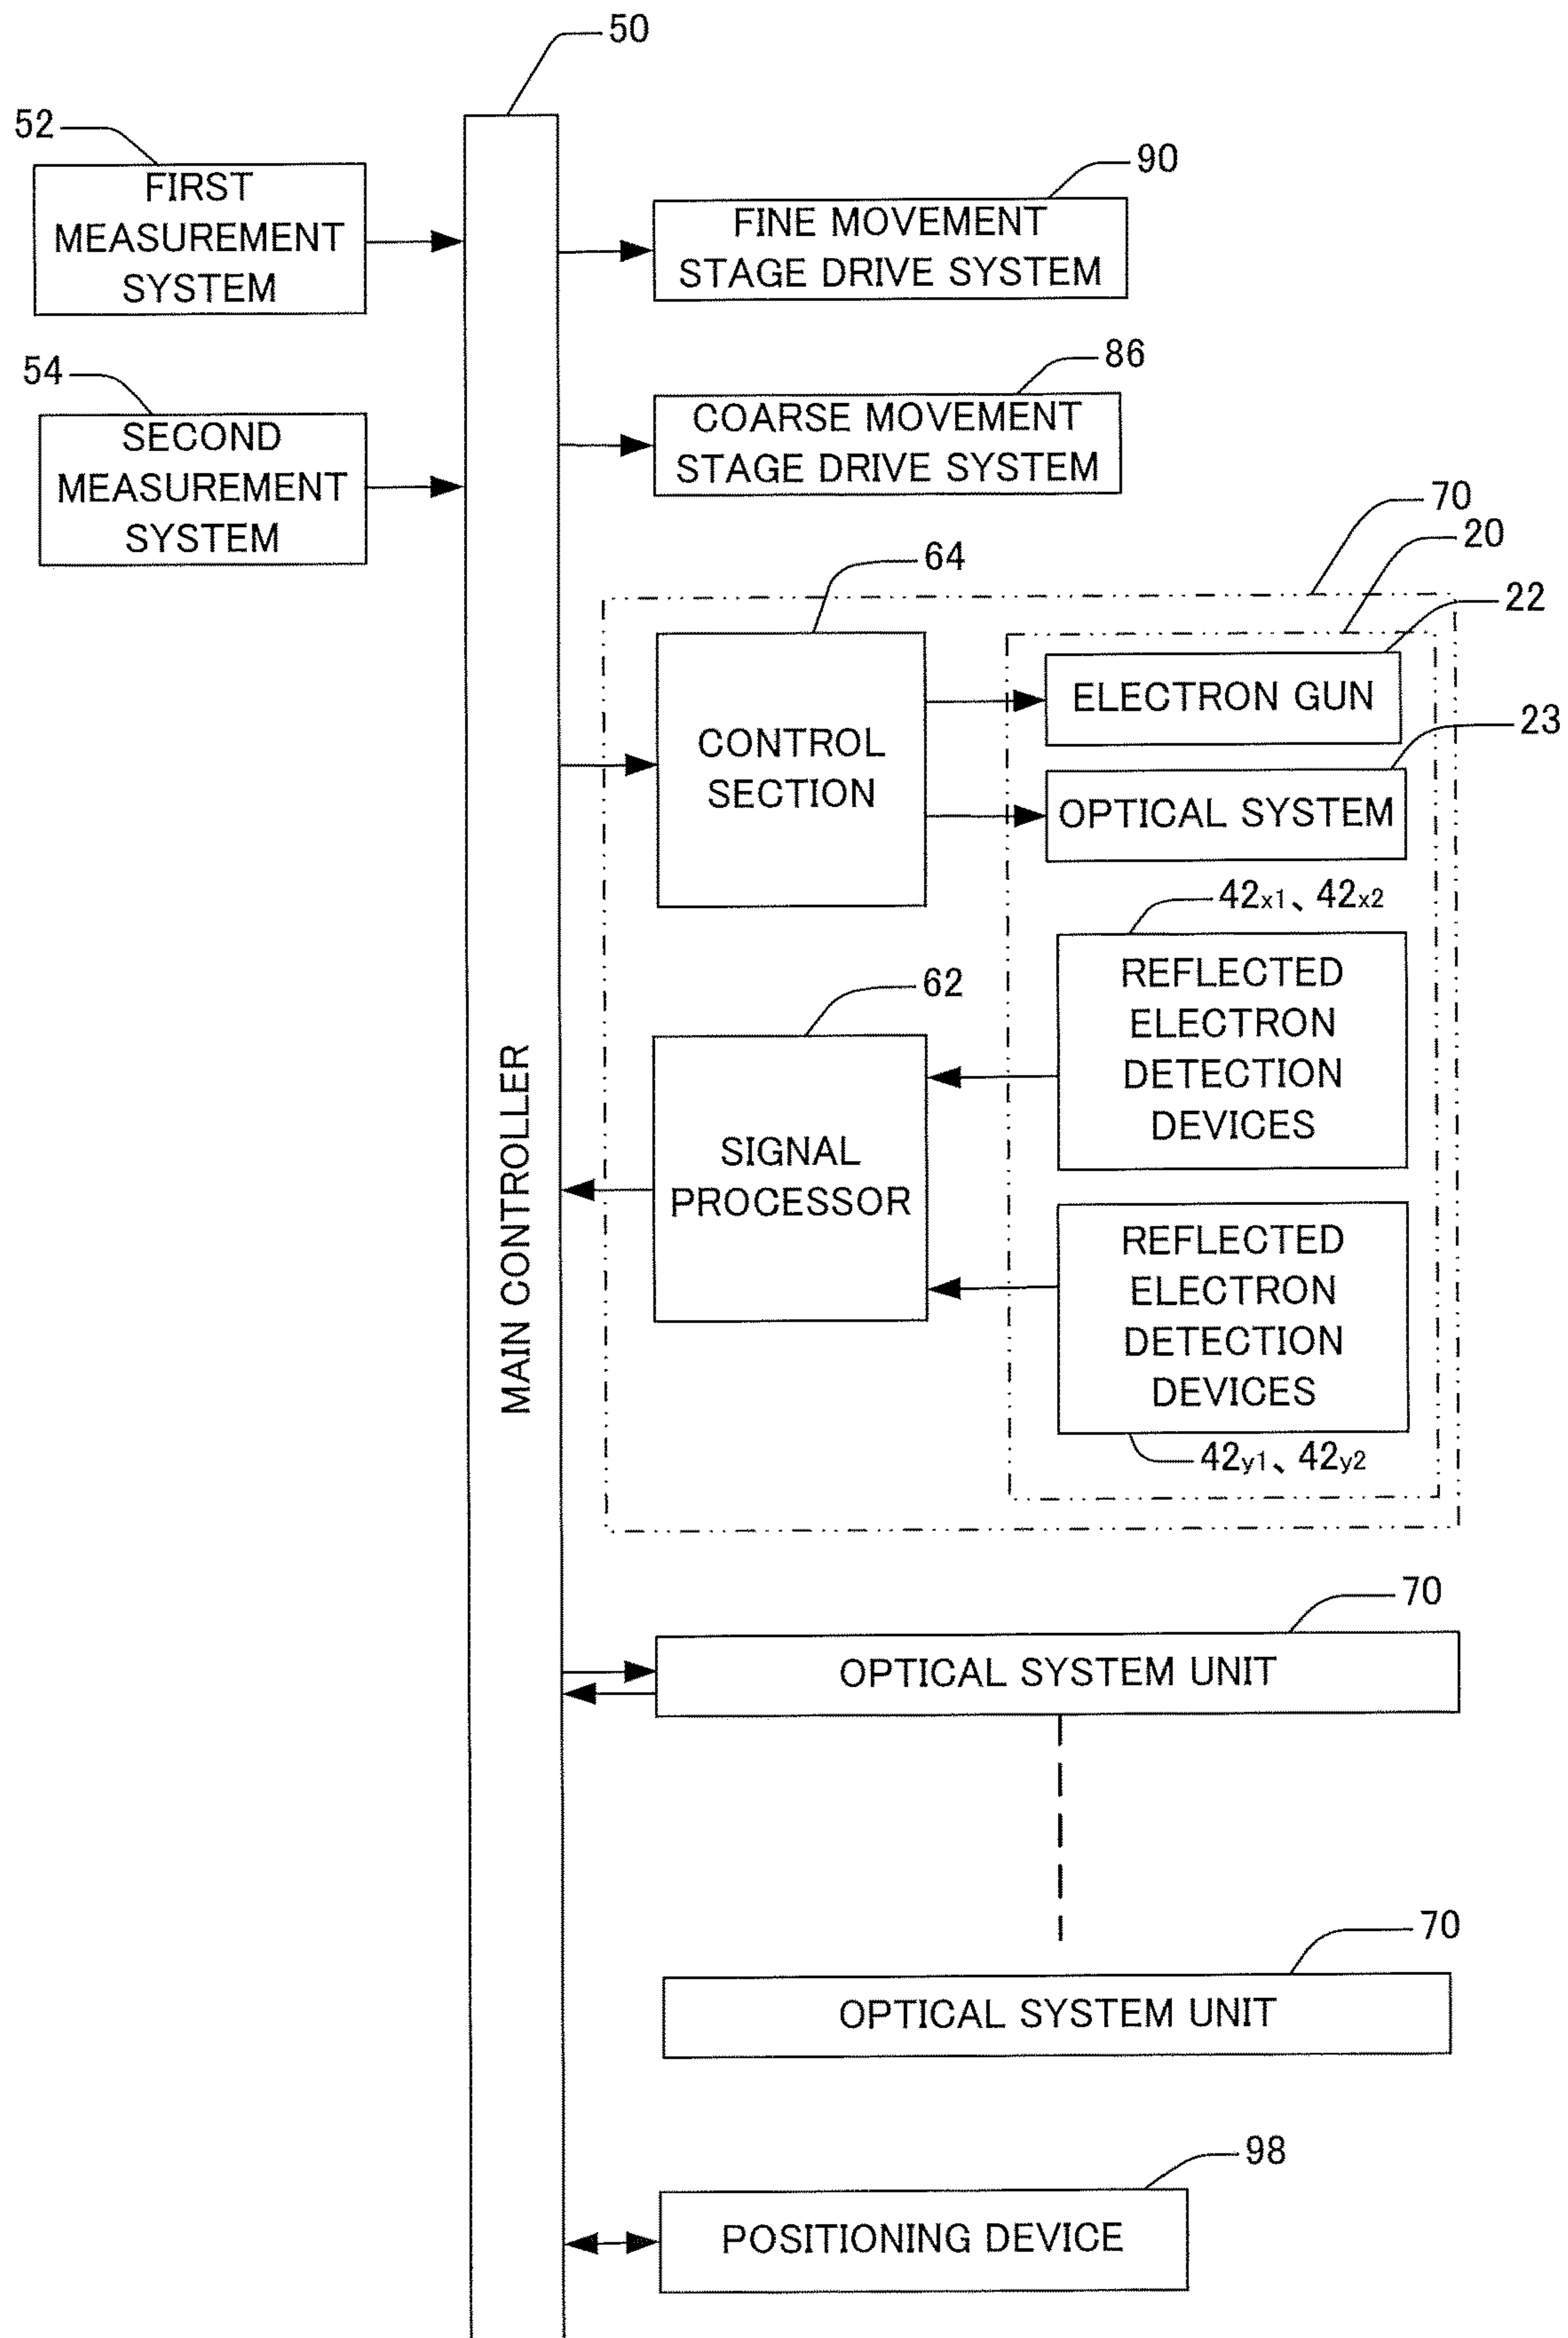 50
52
FIRST
MEASUREMENT
SYSTEM
90
FINE MOVEMENT
STAGE DRIVE SYSTEM
54
SECOND
MEASUREMENT
SYSTEM
86
COARSE MOVEMENT
STAGE DRIVE SYSTEM
70
20
64
22
ELECTRON GUN
CONTROL
SECTION
23
OPTICAL SYSTEM
42x1、42x2
REFLECTED
ELECTRON
DETECTION
DEVICES
62
SIGNAL
PROCESSOR
MAIN CONTROLLER
REFLECTED
ELECTRON
DETECTION
DEVICES
42y1、42y2
70
OPTICAL SYSTEM UNIT
70
OPTICAL SYSTEM UNIT
98
POSITIONING DEVICE